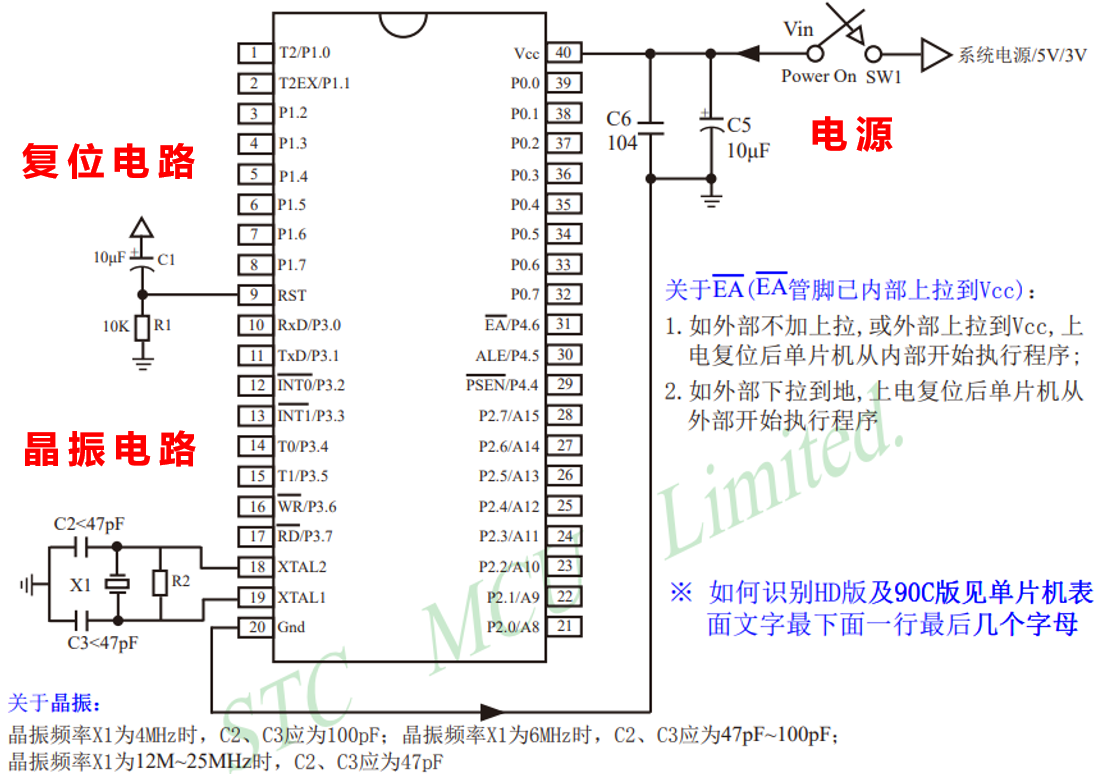 Vin
系统电源/5V/3V
Power On SW1
电源
C6
104
C5
10μF
复位电路
10μF
C1
10K
R1
1 T2/P1.0
2 T2EX/P1.1
3 P1.2
4 P1.3
5 P1.4
6 P1.5
7 P1.6
8 P1.7
9 RST
10 RxD/P3.0
11 TxD/P3.1
12 INT0/P3.2
13 INT1/P3.3
14 T0/P3.4
15 T1/P3.5
16 WR/P3.6
17 RD/P3.7
18 XTAL2
19 XTAL1
20 Gnd
Vcc 40
P0.0 39
P0.1 38
P0.2 37
P0.3 36
P0.4 35
P0.5 34
P0.6 33
P0.7 32
EA/P4.6 31
ALE/P4.5 30
PSEN/P4.4 29
P2.7/A15 28
P2.6/A14 27
P2.5/A13 26
P2.4/A12 25
P2.3/A11 24
P2.2/A10 23
P2.1/A9 22
P2.0/A8 21
晶振电路
C2<47pF
X1
R2
C3<47pF
关于EA(EA管脚已内部上拉到Vcc):
1.如外部不加上拉,或外部上拉到Vcc,上
电复位后单片机从内部开始执行程序;
2.如外部下拉到地,上电复位后单片机从
外部开始执行程序
※ 如何识别HD版及90C版见单片机表
面文字最下面一行最后几个字母
STC MCU Limited.
关于晶振:
晶振频率X1为4MHz时, C2、C3应为100pF; 晶振频率X1为6MHz时, C2、C3应为47pF~100pF;
晶振频率X1为12M~25MHz时, C2、C3应为47pF